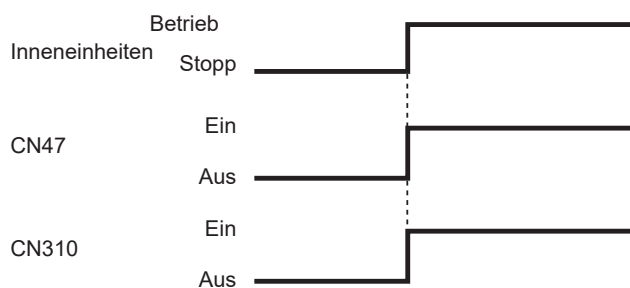 Betrieb
Inneneinheiten
Stopp
Ein
CN47
Aus
Ein
CN310
Aus